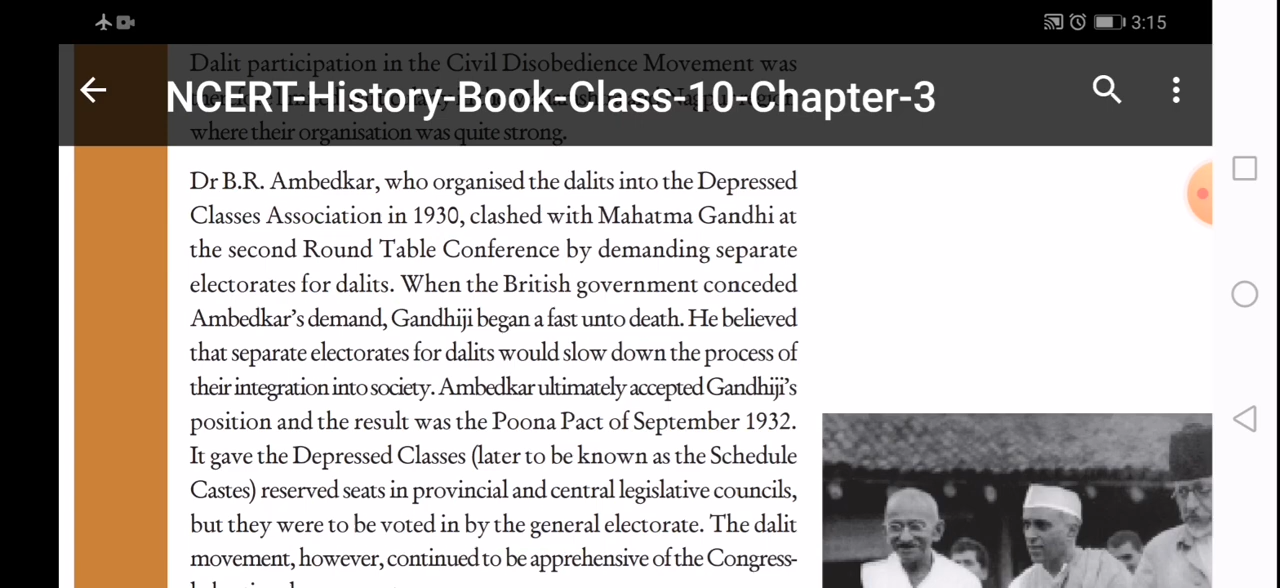 3:15
Dalit participation in the Civil Disobedience Movement was
NCERT-History-Book-Class-10-Chapter-3
where their organisation was quite strong.
Dr B.R. Ambedkar, who organised the dalits into the Depressed
Classes Association in 1930, clashed with Mahatma Gandhi at
the second Round Table Conference by demanding separate
electorates for dalits. When the British government conceded
Ambedkar's demand, Gandhiji began a fast unto death. He believed
that separate electorates for dalits would slow down the process of
their integration into society. Ambedkar ultimately accepted Gandhiji's
position and the result was the Poona Pact of September 1932.
It gave the Depressed Classes (later to be known as the Schedule
Castes) reserved seats in provincial and central legislative councils,
but they were to be voted in by the general electorate. The dalit
movement, however, continued to be apprehensive of the Congress-